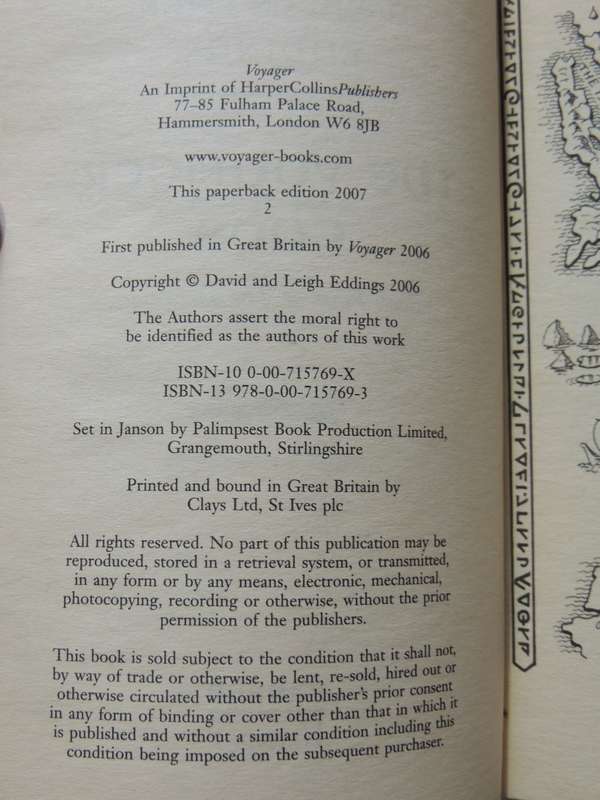 Voyager
An Imprint of HarperCollinsPublishers
77–85 Fulham Palace Road,
Hammersmith, London W6 8JB
www.voyager-books.com
This paperback edition 2007
2
First published in Great Britain by Voyager 2006
Copyright © David and Leigh Eddings 2006
The Authors assert the moral right to
be identified as the authors of this work
ISBN-10 0-00-715769-X
ISBN-13 978-0-00-715769-3
Set in Janson by Palimpsest Book Production Limited,
Grangemouth, Stirlingshire
Printed and bound in Great Britain by
Clays Ltd, St Ives plc
All rights reserved. No part of this publication may be
reproduced, stored in a retrieval system, or transmitted,
in any form or by any means, electronic, mechanical,
photocopying, recording or otherwise, without the prior
permission of the publishers.
This book is sold subject to the condition that it shall not,
by way of trade or otherwise, be lent, re-sold, hired out or
otherwise circulated without the publisher's prior consent
in any form of binding or cover other than that in which it
is published and without a similar condition including this
condition being imposed on the subsequent purchaser.